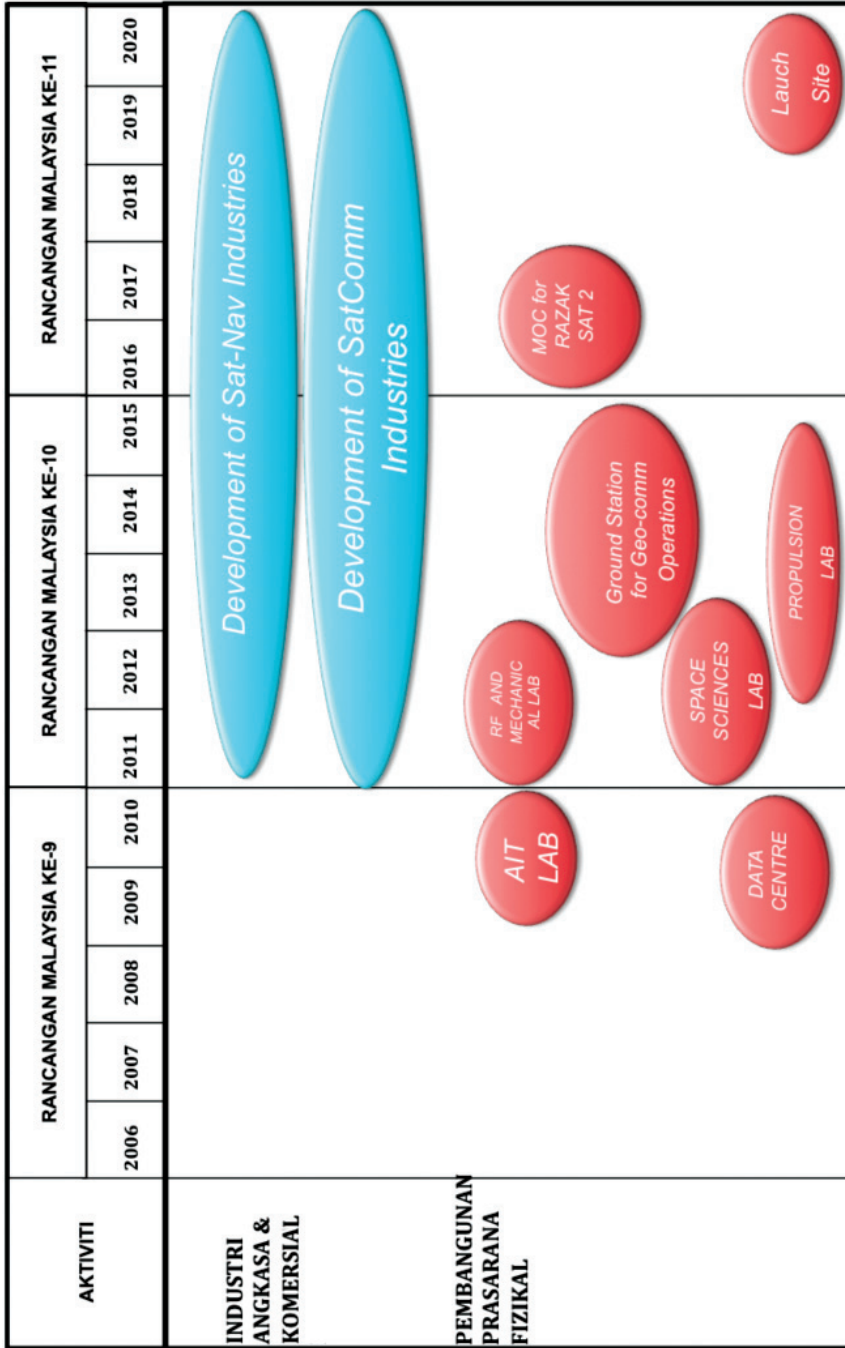 AKTIVITI
RANCANGAN MALAYSIA KE-9
RANCANGAN MALAYSIA KE-10
RANCANGAN MALAYSIA KE-11
2006
2007
2008
2009
2010
2011
2012
2013
2014
2015
2016
2017
2018
2019
2020
INDUSTRI
ANGKASA &
KOMERSIAL
Development of Sat-Nav Industries
Development of SatComm
Industries
PEMBANGUNAN
PRASARANA
FIZIKAL
AIT
LAB
RF AND
MECHANIC
AL LAB
MOC for
RAZAK
SAT 2
Ground Station
for Geo-comm
Operations
SPACE
SCIENCES
LAB
DATA
CENTRE
PROPULSION
LAB
Lauch
Site